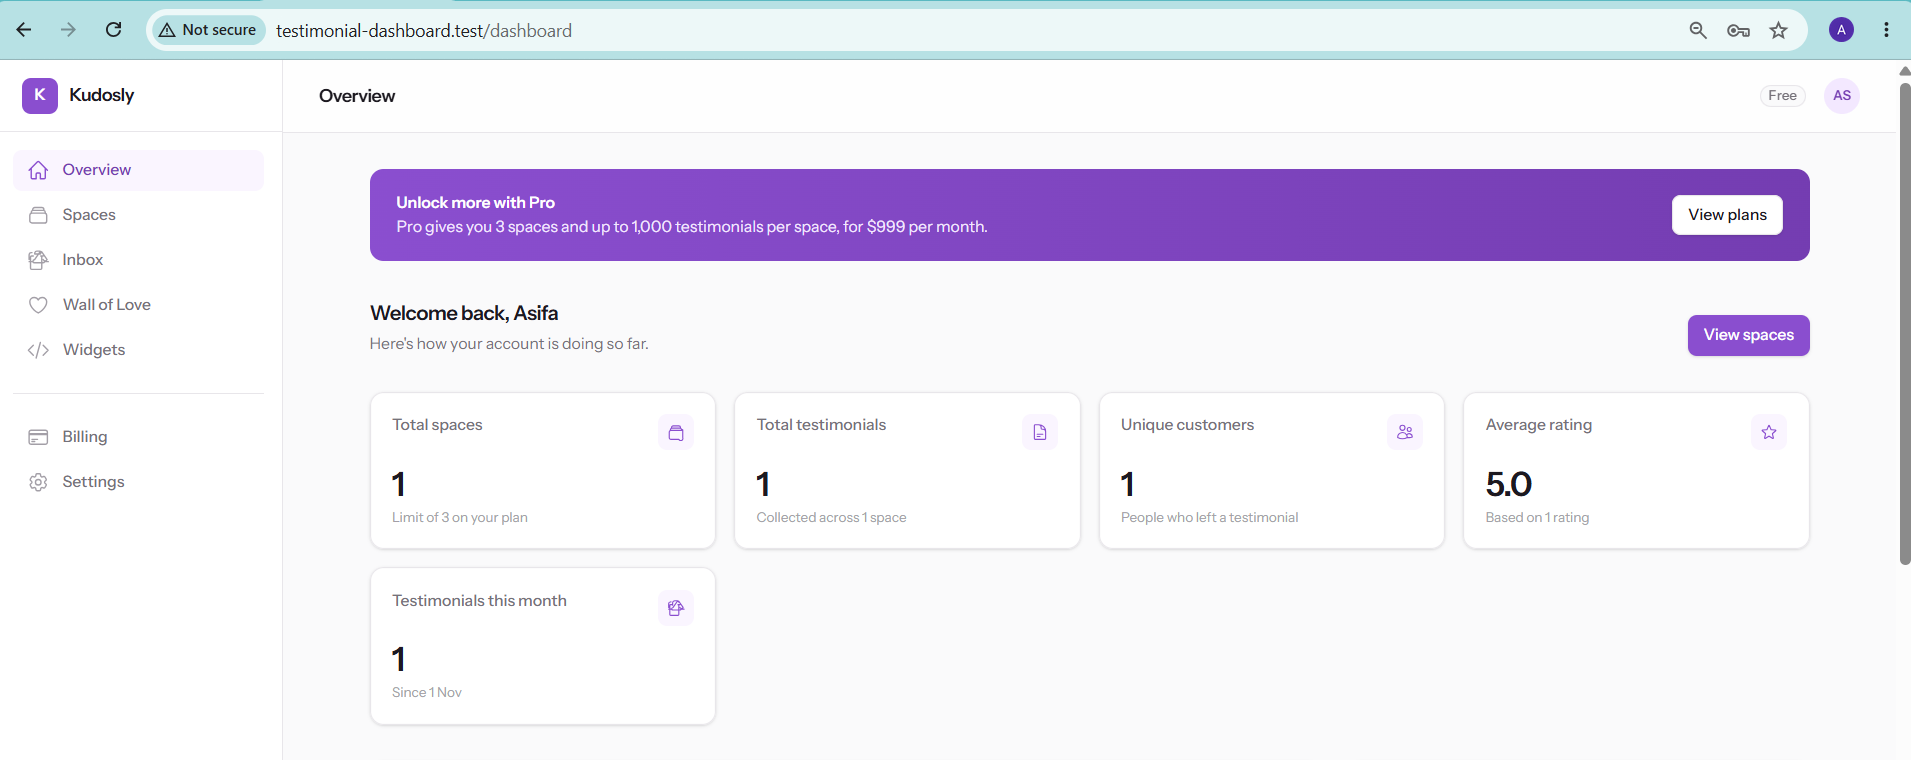 Not secure
testimonial-dashboard.test/dashboard
A
K
Kudosly
Overview
Free
AS
Overview
Spaces
Inbox
Wall of Love
Widgets
Billing
Settings
Unlock more with Pro
Pro gives you 3 spaces and up to 1,000 testimonials per space, for $999 per month.
View plans
Welcome back, Asifa
Here's how your account is doing so far.
View spaces
Total spaces
1
Limit of 3 on your plan
Total testimonials
1
Collected across 1 space
Unique customers
1
People who left a testimonial
Average rating
5.0
Based on 1 rating
Testimonials this month
1
Since 1 Nov